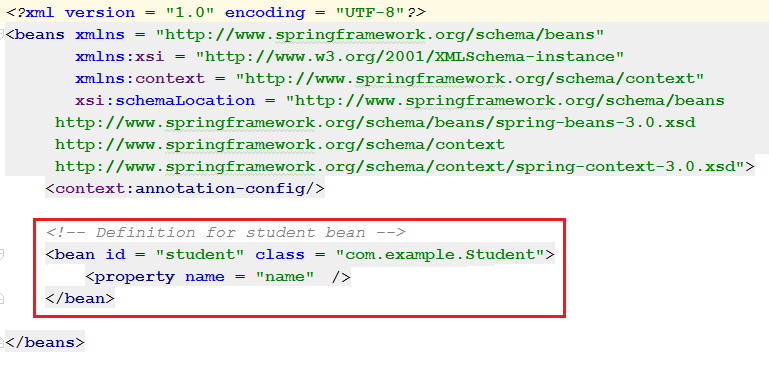 <?xml version = "1.0" encoding = "UTF-8"?>
<beans xmlns = "http://www.springframework.org/schema/beans"
xmlns:xsi = "http://www.w3.org/2001/XMLSchema-instance"
xmlns:context = "http://www.springframework.org/schema/context"
xsi:schemaLocation = "http://www.springframework.org/schema/beans
http://www.springframework.org/schema/beans/spring-beans-3.0.xsd
http://www.springframework.org/schema/context
http://www.springframework.org/schema/context/spring-context-3.0.xsd">
<context:annotation-config/>
<!-- Definition for student bean -->
<bean id = "student" class = "com.example.Student">
<property name = "name" />
</bean>
</beans>